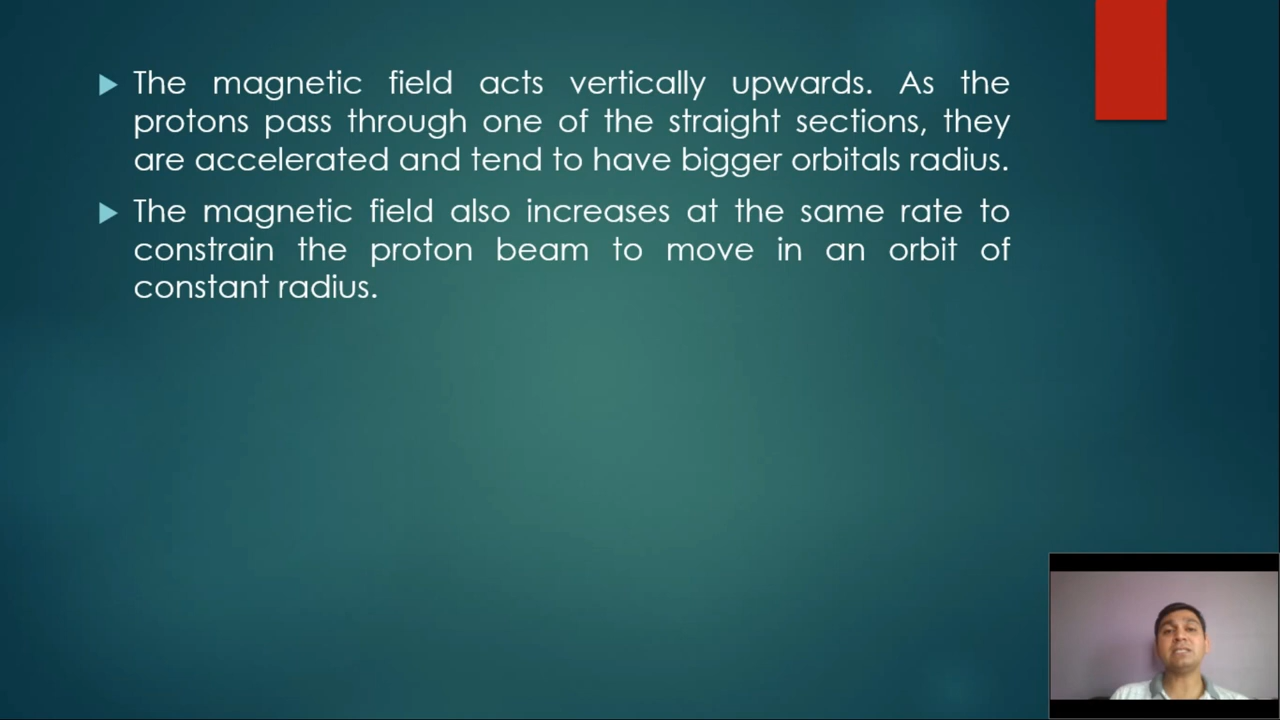 The magnetic field acts vertically upwards. As the
protons pass through one of the straight sections, they
are accelerated and tend to have bigger orbitals radius.
The magnetic field also increases at the same rate to
constrain the proton beam to move in an orbit of
constant radius.